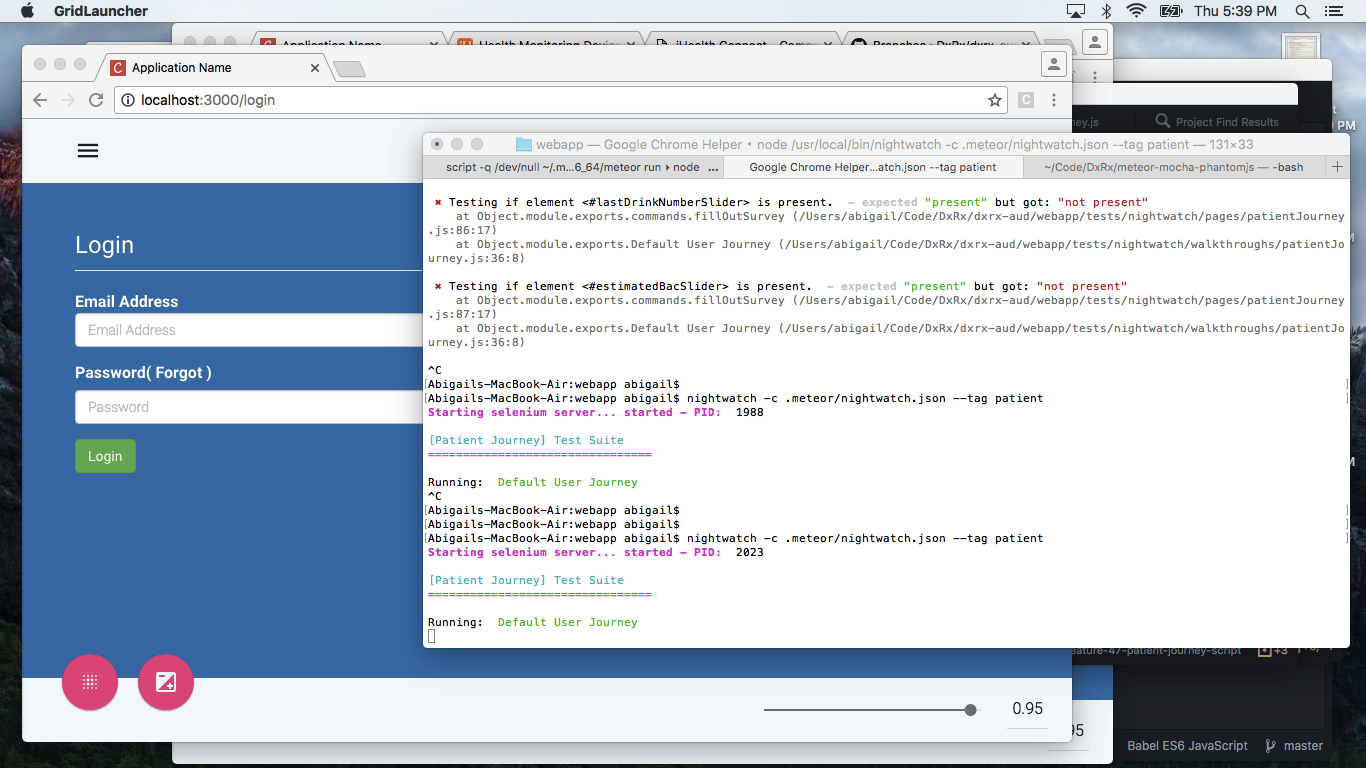 GridLauncher
Thu 5:39 PM
Application Name
Health Monitoring Device
iHealth Connect
Branches · DxRx/dxrx
Application Name
localhost:3000/login
C
Project Find Results
PM
webapp — Google Chrome Helper ◂ node /usr/local/bin/nightwatch -c .meteor/nightwatch.json --tag patient — 131×33
script -q /dev/null ~/.m...6_64/meteor run ▸ node ...
Google Chrome Helper...atch.json --tag patient
~/Code/DxRx/meteor-mocha-phantomjs — -bash
Login
Email Address
Email Address
Password( Forgot )
Password
Login
✖ Testing if element <#lastDrinkNumberSlider> is present.  – expected "present" but got: "not present"
at Object.module.exports.commands.fillOutSurvey (/Users/abigail/Code/DxRx/dxrx-aud/webapp/tests/nightwatch/pages/patientJourney
.js:86:17)
at Object.module.exports.Default User Journey (/Users/abigail/Code/DxRx/dxrx-aud/webapp/tests/nightwatch/walkthroughs/patientJo
urney.js:36:8)
✖ Testing if element <#estimatedBacSlider> is present.  – expected "present" but got: "not present"
at Object.module.exports.commands.fillOutSurvey (/Users/abigail/Code/DxRx/dxrx-aud/webapp/tests/nightwatch/pages/patientJourney
.js:87:17)
at Object.module.exports.Default User Journey (/Users/abigail/Code/DxRx/dxrx-aud/webapp/tests/nightwatch/walkthroughs/patientJo
urney.js:36:8)
^C
[Abigails-MacBook-Air:webapp abigail$ ]
[Abigails-MacBook-Air:webapp abigail$ nightwatch -c .meteor/nightwatch.json --tag patient ]
Starting selenium server... started - PID:  1988
[Patient Journey] Test Suite
================================
Running:  Default User Journey
^C
[Abigails-MacBook-Air:webapp abigail$ ]
[Abigails-MacBook-Air:webapp abigail$ ]
[Abigails-MacBook-Air:webapp abigail$ nightwatch -c .meteor/nightwatch.json --tag patient ]
Starting selenium server... started - PID:  2023
[Patient Journey] Test Suite
================================
Running:  Default User Journey
eature-47-patient-journey-script
+3
0.95
95
Babel ES6 JavaScript
master